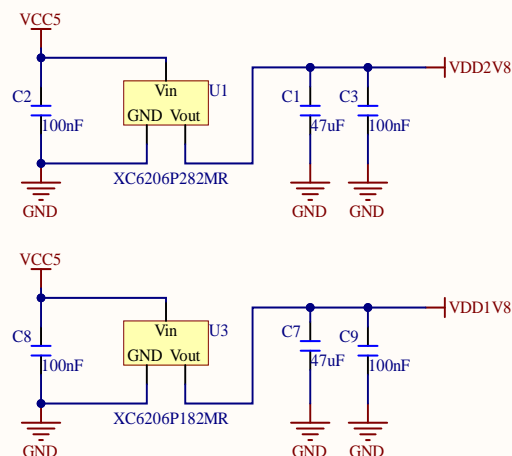 VCC5
C2
100nF
Vin
U1
GND Vout
XC6206P282MR
C1
47uF
C3
100nF
VDD2V8
GND
GND
GND
VCC5
C8
100nF
Vin
U3
GND Vout
XC6206P182MR
C7
47uF
C9
100nF
VDD1V8
GND
GND
GND